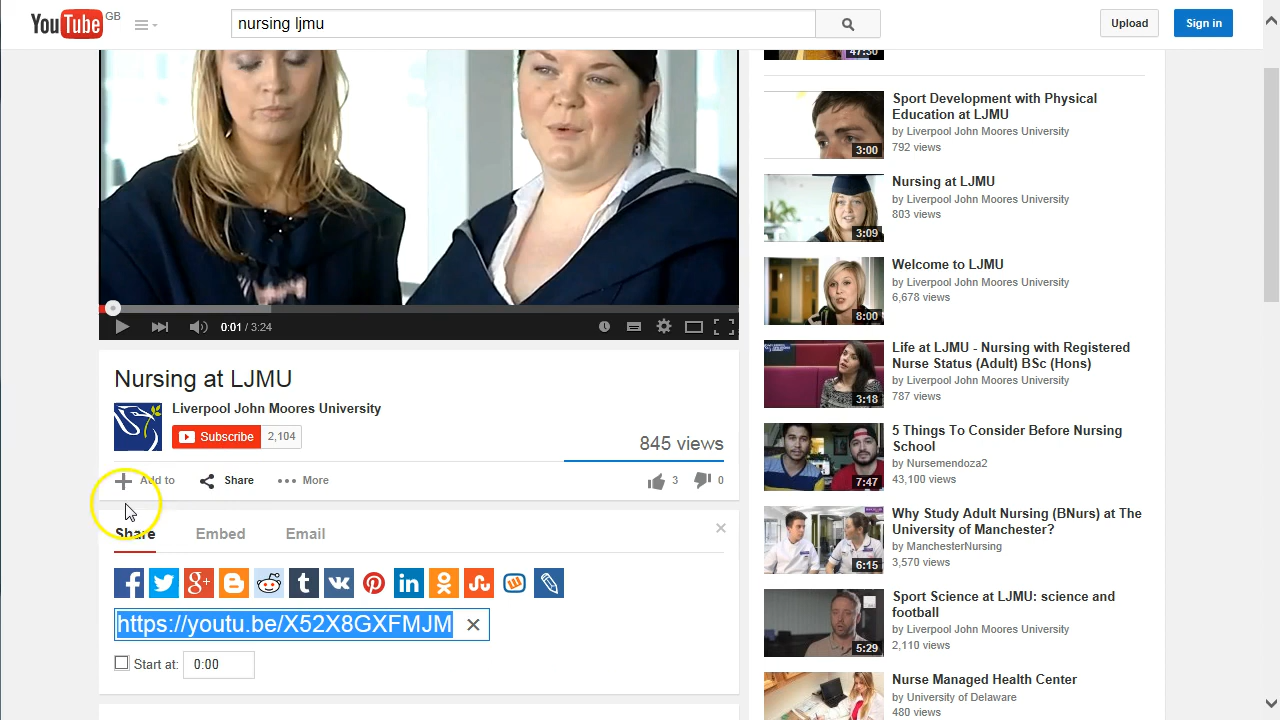 YouTube GB
nursing ljmu
Upload
Sign in
47:30
Sport Development with Physical
Education at LJMU
by Liverpool John Moores University
792 views
3:00
Nursing at LJMU
by Liverpool John Moores University
803 views
3:09
Welcome to LJMU
by Liverpool John Moores University
6,678 views
8:00
Life at LJMU - Nursing with Registered
Nurse Status (Adult) BSc (Hons)
by Liverpool John Moores University
787 views
3:18
5 Things To Consider Before Nursing
School
by Nursemendoza2
43,100 views
7:47
Why Study Adult Nursing (BNurs) at The
University of Manchester?
by ManchesterNursing
3,570 views
6:15
Sport Science at LJMU: science and
football
by Liverpool John Moores University
2,110 views
5:29
Nurse Managed Health Center
by University of Delaware
480 views
0:01 / 3:24
Nursing at LJMU
Liverpool John Moores University
Subscribe 2,104
845 views
Add to Share More 3 0
Share Embed Email
https://youtu.be/X52X8GXFMJM
Start at: 0:00